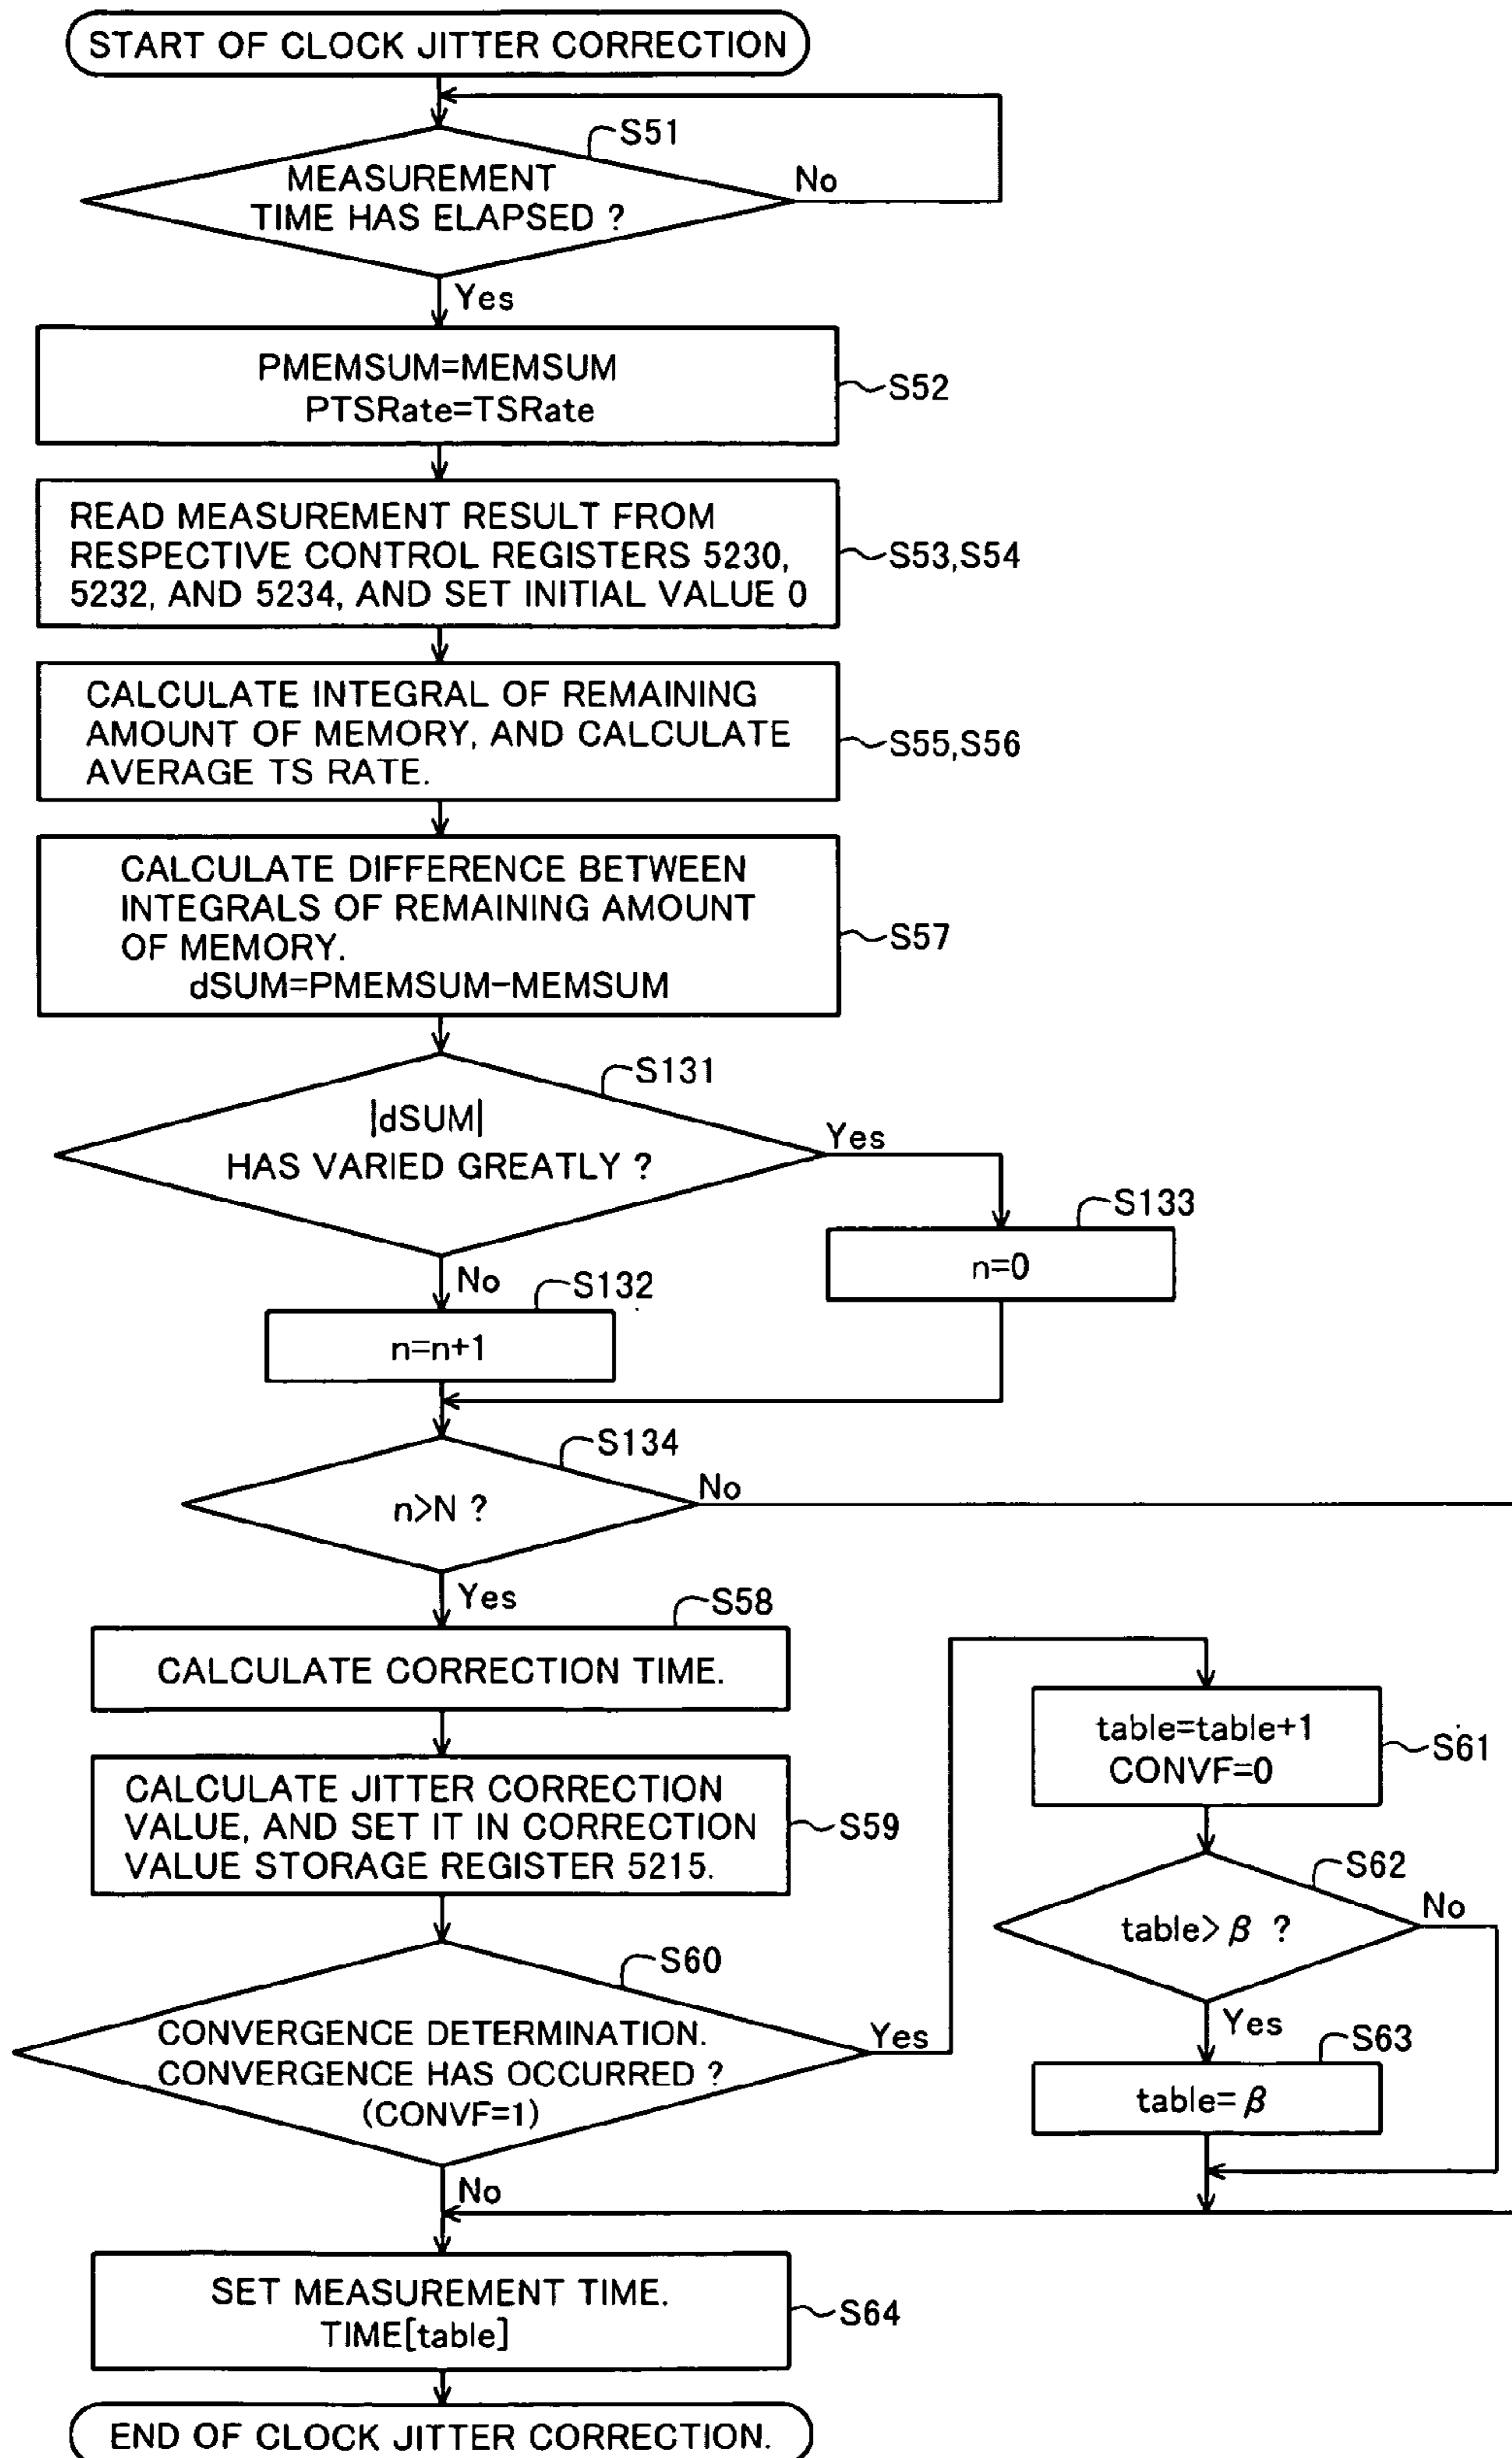 START OF CLOCK JITTER CORRECTION
S51
MEASUREMENT
TIME HAS ELAPSED ?
No
Yes
PMEMSUM=MEMSUM
PTSRate=TSRate
S52
READ MEASUREMENT RESULT FROM
RESPECTIVE CONTROL REGISTERS 5230,
5232, AND 5234, AND SET INITIAL VALUE 0
S53,S54
CALCULATE INTEGRAL OF REMAINING
AMOUNT OF MEMORY, AND CALCULATE
AVERAGE TS RATE.
S55,S56
CALCULATE DIFFERENCE BETWEEN
INTEGRALS OF REMAINING AMOUNT
OF MEMORY.
dSUM=PMEMSUM-MEMSUM
S57
S131
|dSUM|
HAS VARIED GREATLY ?
Yes
S133
n=0
No
S132
n=n+1
S134
n>N ?
No
Yes
S58
CALCULATE CORRECTION TIME.
CALCULATE JITTER CORRECTION
VALUE, AND SET IT IN CORRECTION
VALUE STORAGE REGISTER 5215.
S59
S60
CONVERGENCE DETERMINATION.
CONVERGENCE HAS OCCURRED ?
(CONVF=1)
Yes
No
table=table+1
CONVF=0
S61
S62
table>β ?
No
Yes
S63
table=β
SET MEASUREMENT TIME.
TIME[table]
S64
END OF CLOCK JITTER CORRECTION.